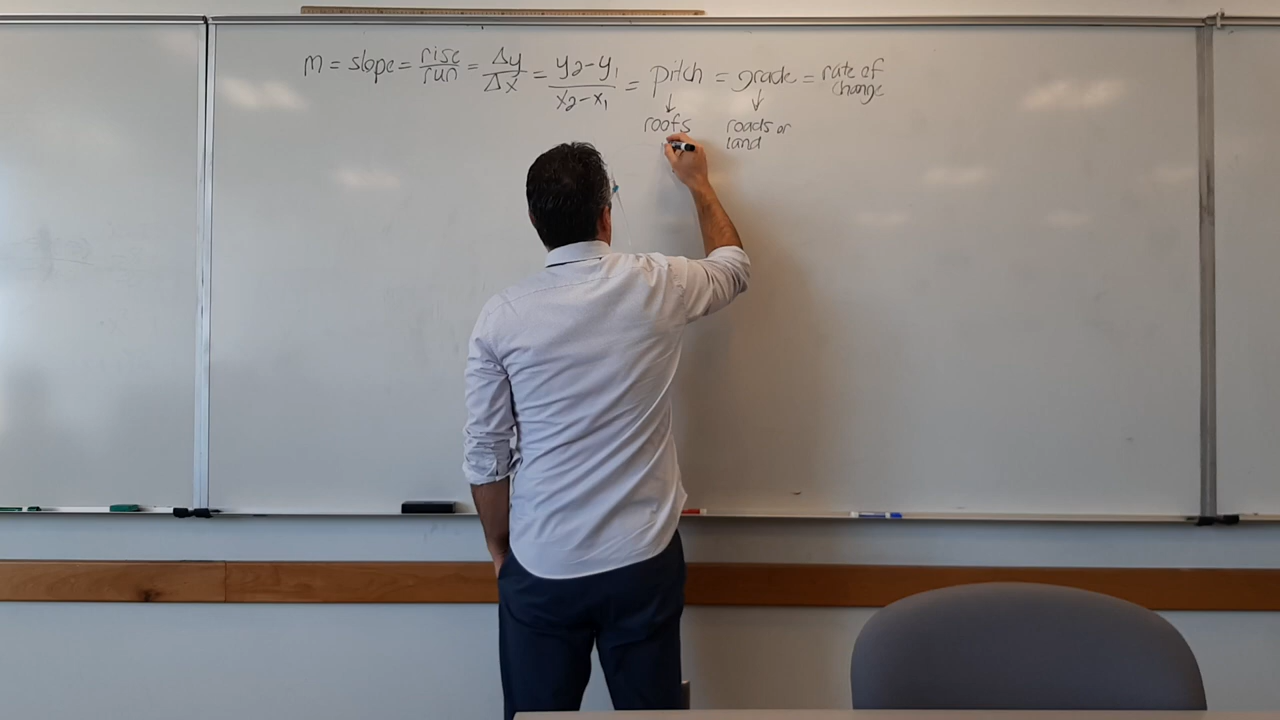 m = slope = rise/run = Δy/Δx = y₂-y₁/x₂-x₁ = pitch = grade = rate of change
↓ ↓
roofs roads or land